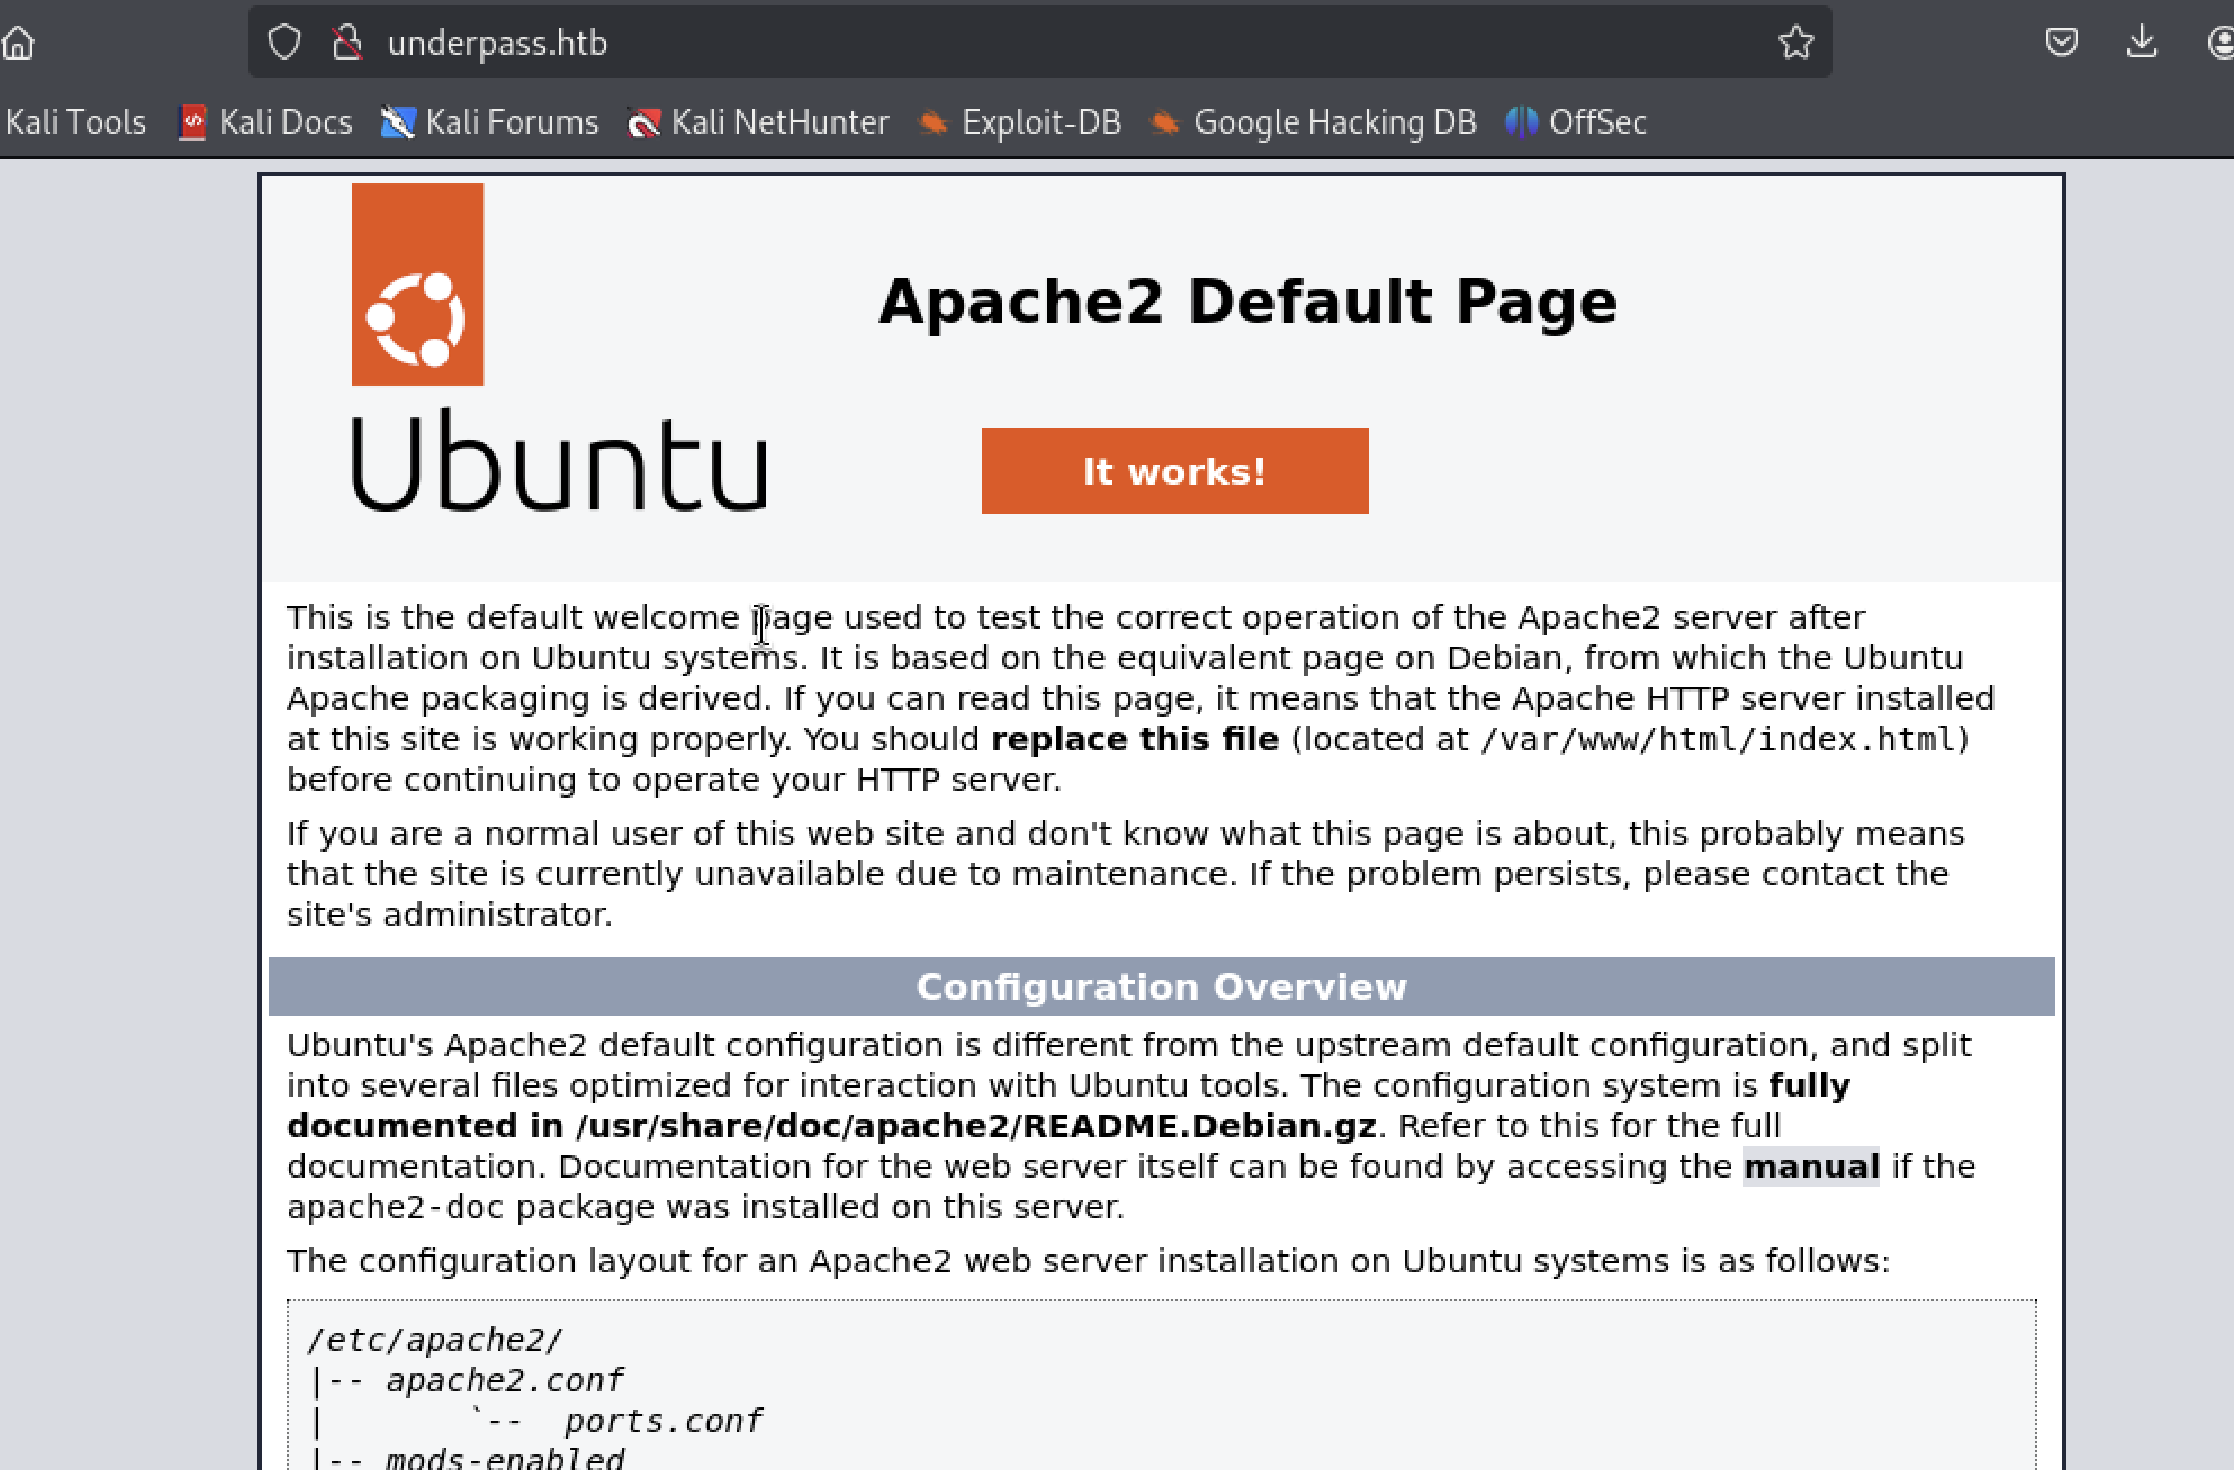 underpass.htb
Kali Tools Kali Docs Kali Forums Kali NetHunter Exploit-DB Google Hacking DB OffSec
Apache2 Default Page
Ubuntu
It works!
This is the default welcome page used to test the correct operation of the Apache2 server after
installation on Ubuntu systems. It is based on the equivalent page on Debian, from which the Ubuntu
Apache packaging is derived. If you can read this page, it means that the Apache HTTP server installed
at this site is working properly. You should replace this file (located at /var/www/html/index.html)
before continuing to operate your HTTP server.
If you are a normal user of this web site and don't know what this page is about, this probably means
that the site is currently unavailable due to maintenance. If the problem persists, please contact the
site's administrator.
Configuration Overview
Ubuntu's Apache2 default configuration is different from the upstream default configuration, and split
into several files optimized for interaction with Ubuntu tools. The configuration system is fully
documented in /usr/share/doc/apache2/README.Debian.gz. Refer to this for the full
documentation. Documentation for the web server itself can be found by accessing the manual if the
apache2-doc package was installed on this server.
The configuration layout for an Apache2 web server installation on Ubuntu systems is as follows:
/etc/apache2/
|-- apache2.conf
|       `--  ports.conf
|-- mods-enabled